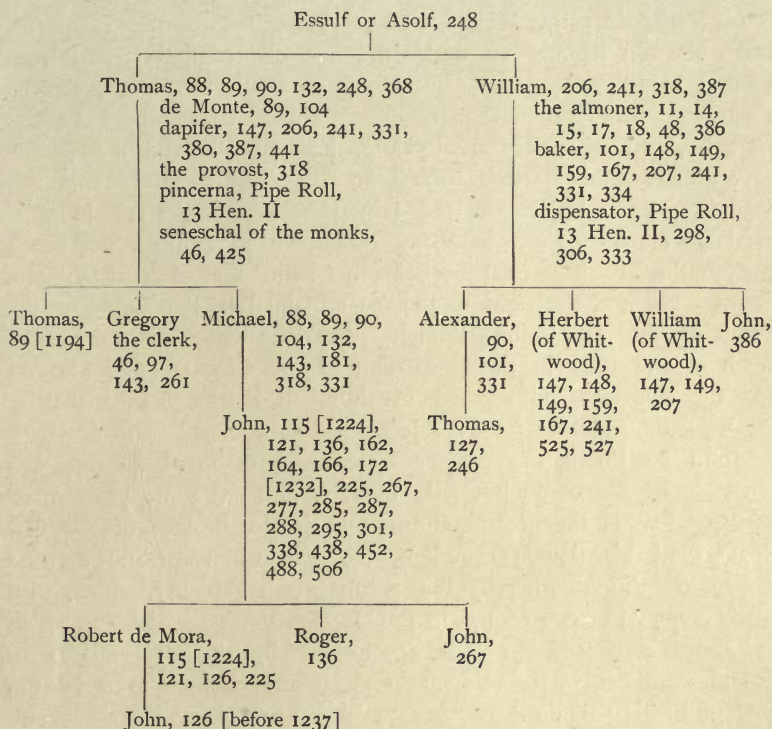 Essulf or Asolf, 248
Thomas, 88, 89, 90, 132, 248, 368
de Monte, 89, 104
dapifer, 147, 206, 241, 331,
380, 387, 441
the provost, 318
pincerna, Pipe Roll,
13 Hen. II
seneschal of the monks,
46, 425
William, 206, 241, 318, 387
the almoner, 11, 14,
15, 17, 18, 48, 386
baker, 101, 148, 149,
159, 167, 207, 241,
331, 334
dispensator, Pipe Roll,
13 Hen. II, 298,
306, 333
Thomas,
89 [1194]
Gregory
the clerk,
46, 97,
143, 261
Michael, 88, 89, 90,
104, 132,
143, 181,
318, 331
Alexander,
90,
101,
331
Herbert
(of Whit-
wood),
147, 148,
149, 159,
167, 241,
525, 527
William
(of Whit-
wood),
147, 149,
207
John,
386
John, 115 [1224],
121, 136, 162,
164, 166, 172
[1232], 225, 267,
277, 285, 287,
288, 295, 301,
338, 438, 452,
488, 506
Thomas,
127,
246
Robert de Mora,
115 [1224],
121, 126, 225
Roger,
136
John,
267
John, 126 [before 1237]